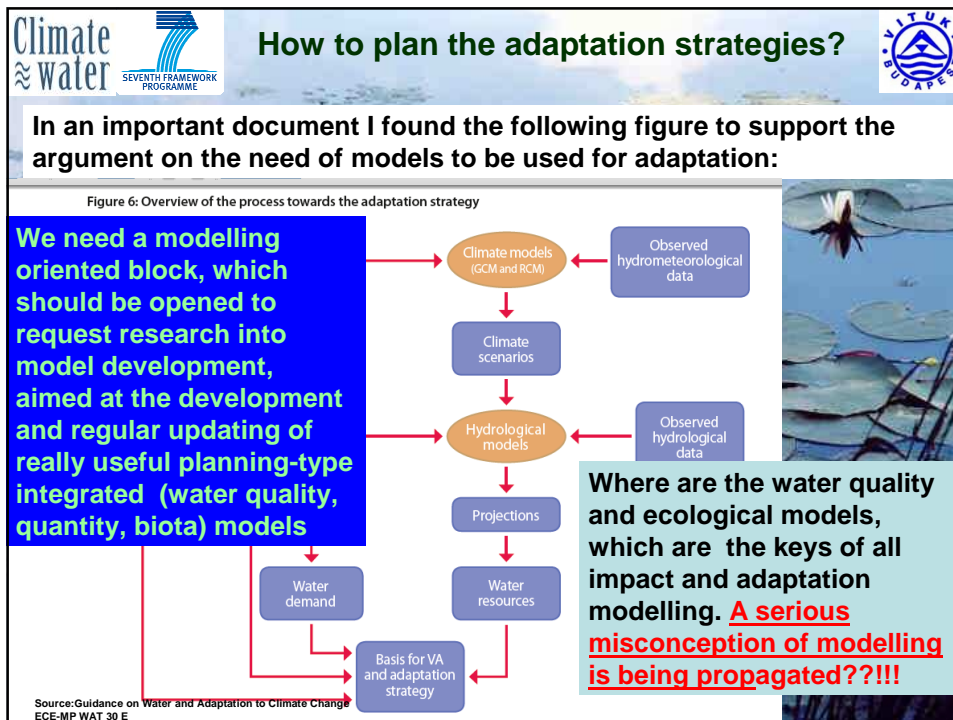 Climate
≈ water
SEVENTH FRAMEWORK
PROGRAMME
How to plan the adaptation strategies?
VITUKI
BUDAPEST
In an important document I found the following figure to support the
argument on the need of models to be used for adaptation:
Figure 6: Overview of the process towards the adaptation strategy
We need a modelling
oriented block, which
should be opened to
request research into
model development,
aimed at the development
and regular updating of
really useful planning-type
integrated (water quality,
quantity, biota) models
Climate models
(GCM and RCM)
Observed
hydrometeorological
data
Climate
scenarios
Hydrological
models
Observed
hydrological
data
Projections
Water
demand
Water
resources
Basis for VA
and adaptation
strategy
Where are the water quality
and ecological models,
which are the keys of all
impact and adaptation
modelling. A serious
misconception of modelling
is being propagated??!!!
Source:Guidance on Water and Adaptation to Climate Change
ECE-MP WAT 30 E